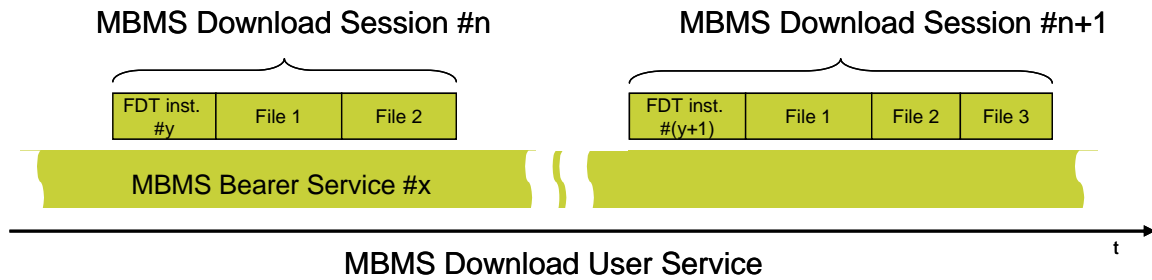 MBMS Download Session #n
MBMS Download Session #n+1
FDT inst.
#y
File 1
File 2
FDT inst.
#(y+1)
File 1
File 2
File 3
MBMS Bearer Service #x
t
MBMS Download User Service